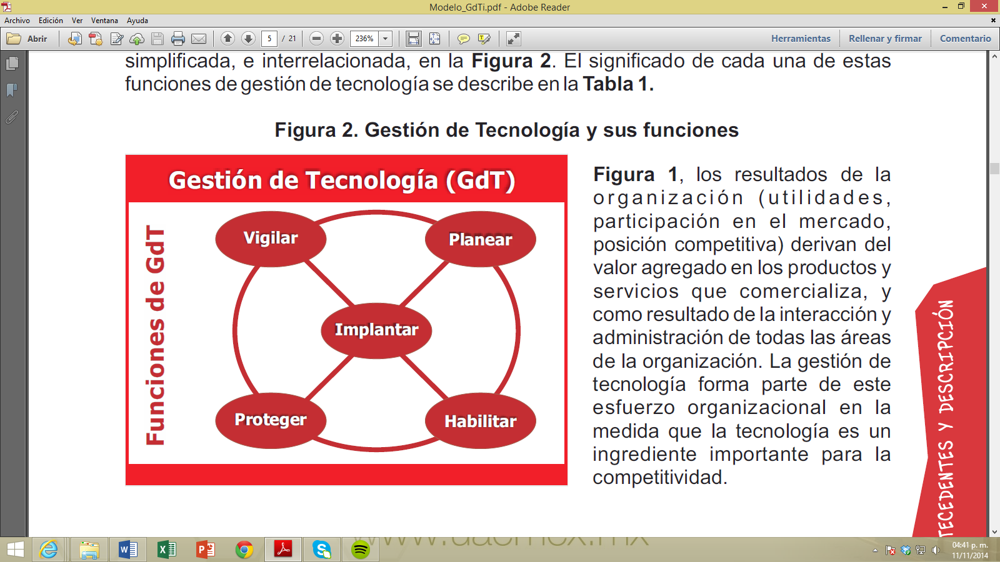 Modelo_GdTi.pdf - Adobe Reader
Archivo Edición Ver Ventana Ayuda
Abrir 5 / 21 236% Herramientas Rellenar y firmar Comentario
simplificada, e interrelacionada, en la Figura 2. El significado de cada una de estas
funciones de gestión de tecnología se describe en la Tabla 1.
Figura 2. Gestión de Tecnología y sus funciones
Gestión de Tecnología (GdT)
Funciones de GdT
Vigilar
Planear
Implantar
Proteger
Habilitar
Figura 1, los resultados de la
organización (utilidades,
participación en el mercado,
posición competitiva) derivan del
valor agregado en los productos y
servicios que comercializa, y
como resultado de la interacción y
administración de todas las áreas
de la organización. La gestión de
tecnología forma parte de este
esfuerzo organizacional en la
medida que la tecnología es un
ingrediente importante para la
competitividad.
TECEDENTES Y DESCRIPCIÓN
04:41 p. m.
11/11/2014